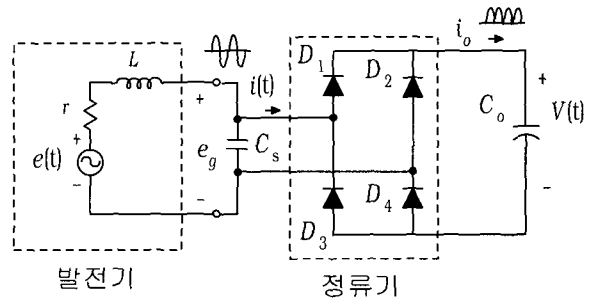 L
r
+
e(t)
−
+
e_g
−
i(t)
C_s
D_1
D_2
D_3
D_4
i_o
C_o
+
V(t)
-
발전기
정류기